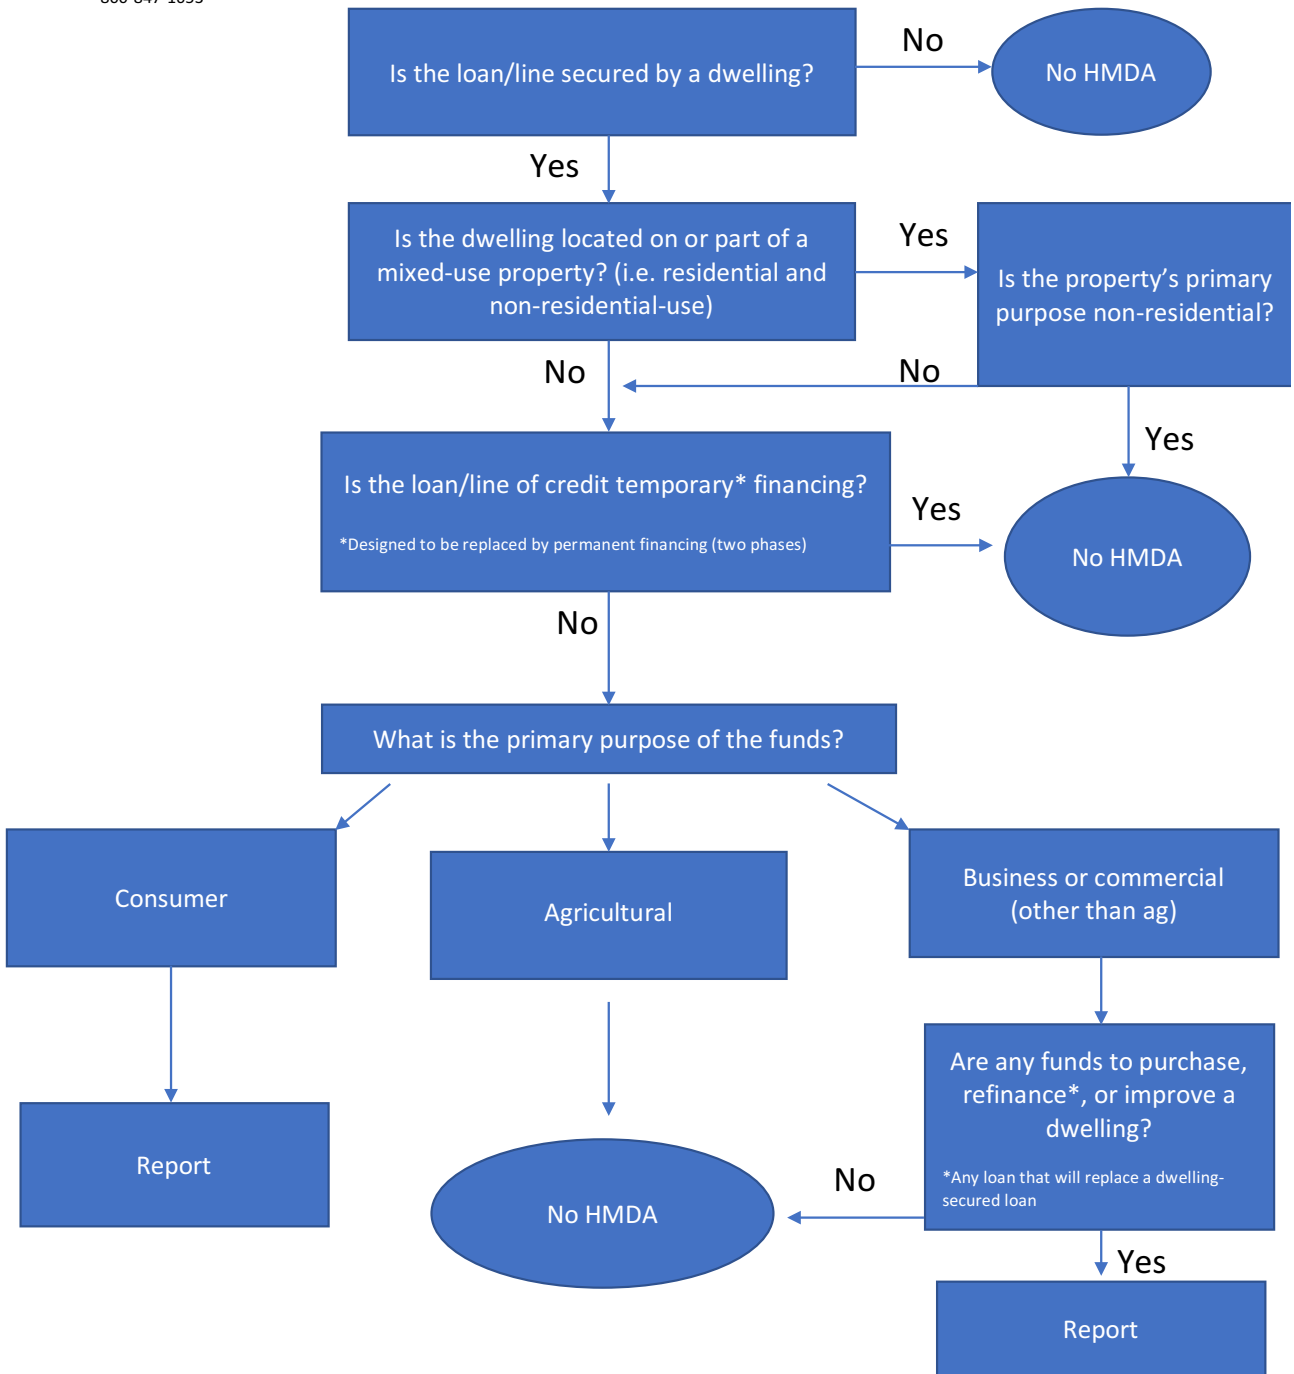 Is the loan/line secured by a dwelling?
No
No HMDA
Yes
Is the dwelling located on or part of a
mixed-use property? (i.e. residential and
non-residential-use)
Yes
Is the property’s primary
purpose non-residential?
No
No
Yes
Is the loan/line of credit temporary* financing?
*Designed to be replaced by permanent financing (two phases)
Yes
No HMDA
No
What is the primary purpose of the funds?
Consumer
Agricultural
Business or commercial
(other than ag)
Report
No HMDA
Are any funds to purchase,
refinance*, or improve a
dwelling?
*Any loan that will replace a dwelling-
secured loan
No
Yes
Report